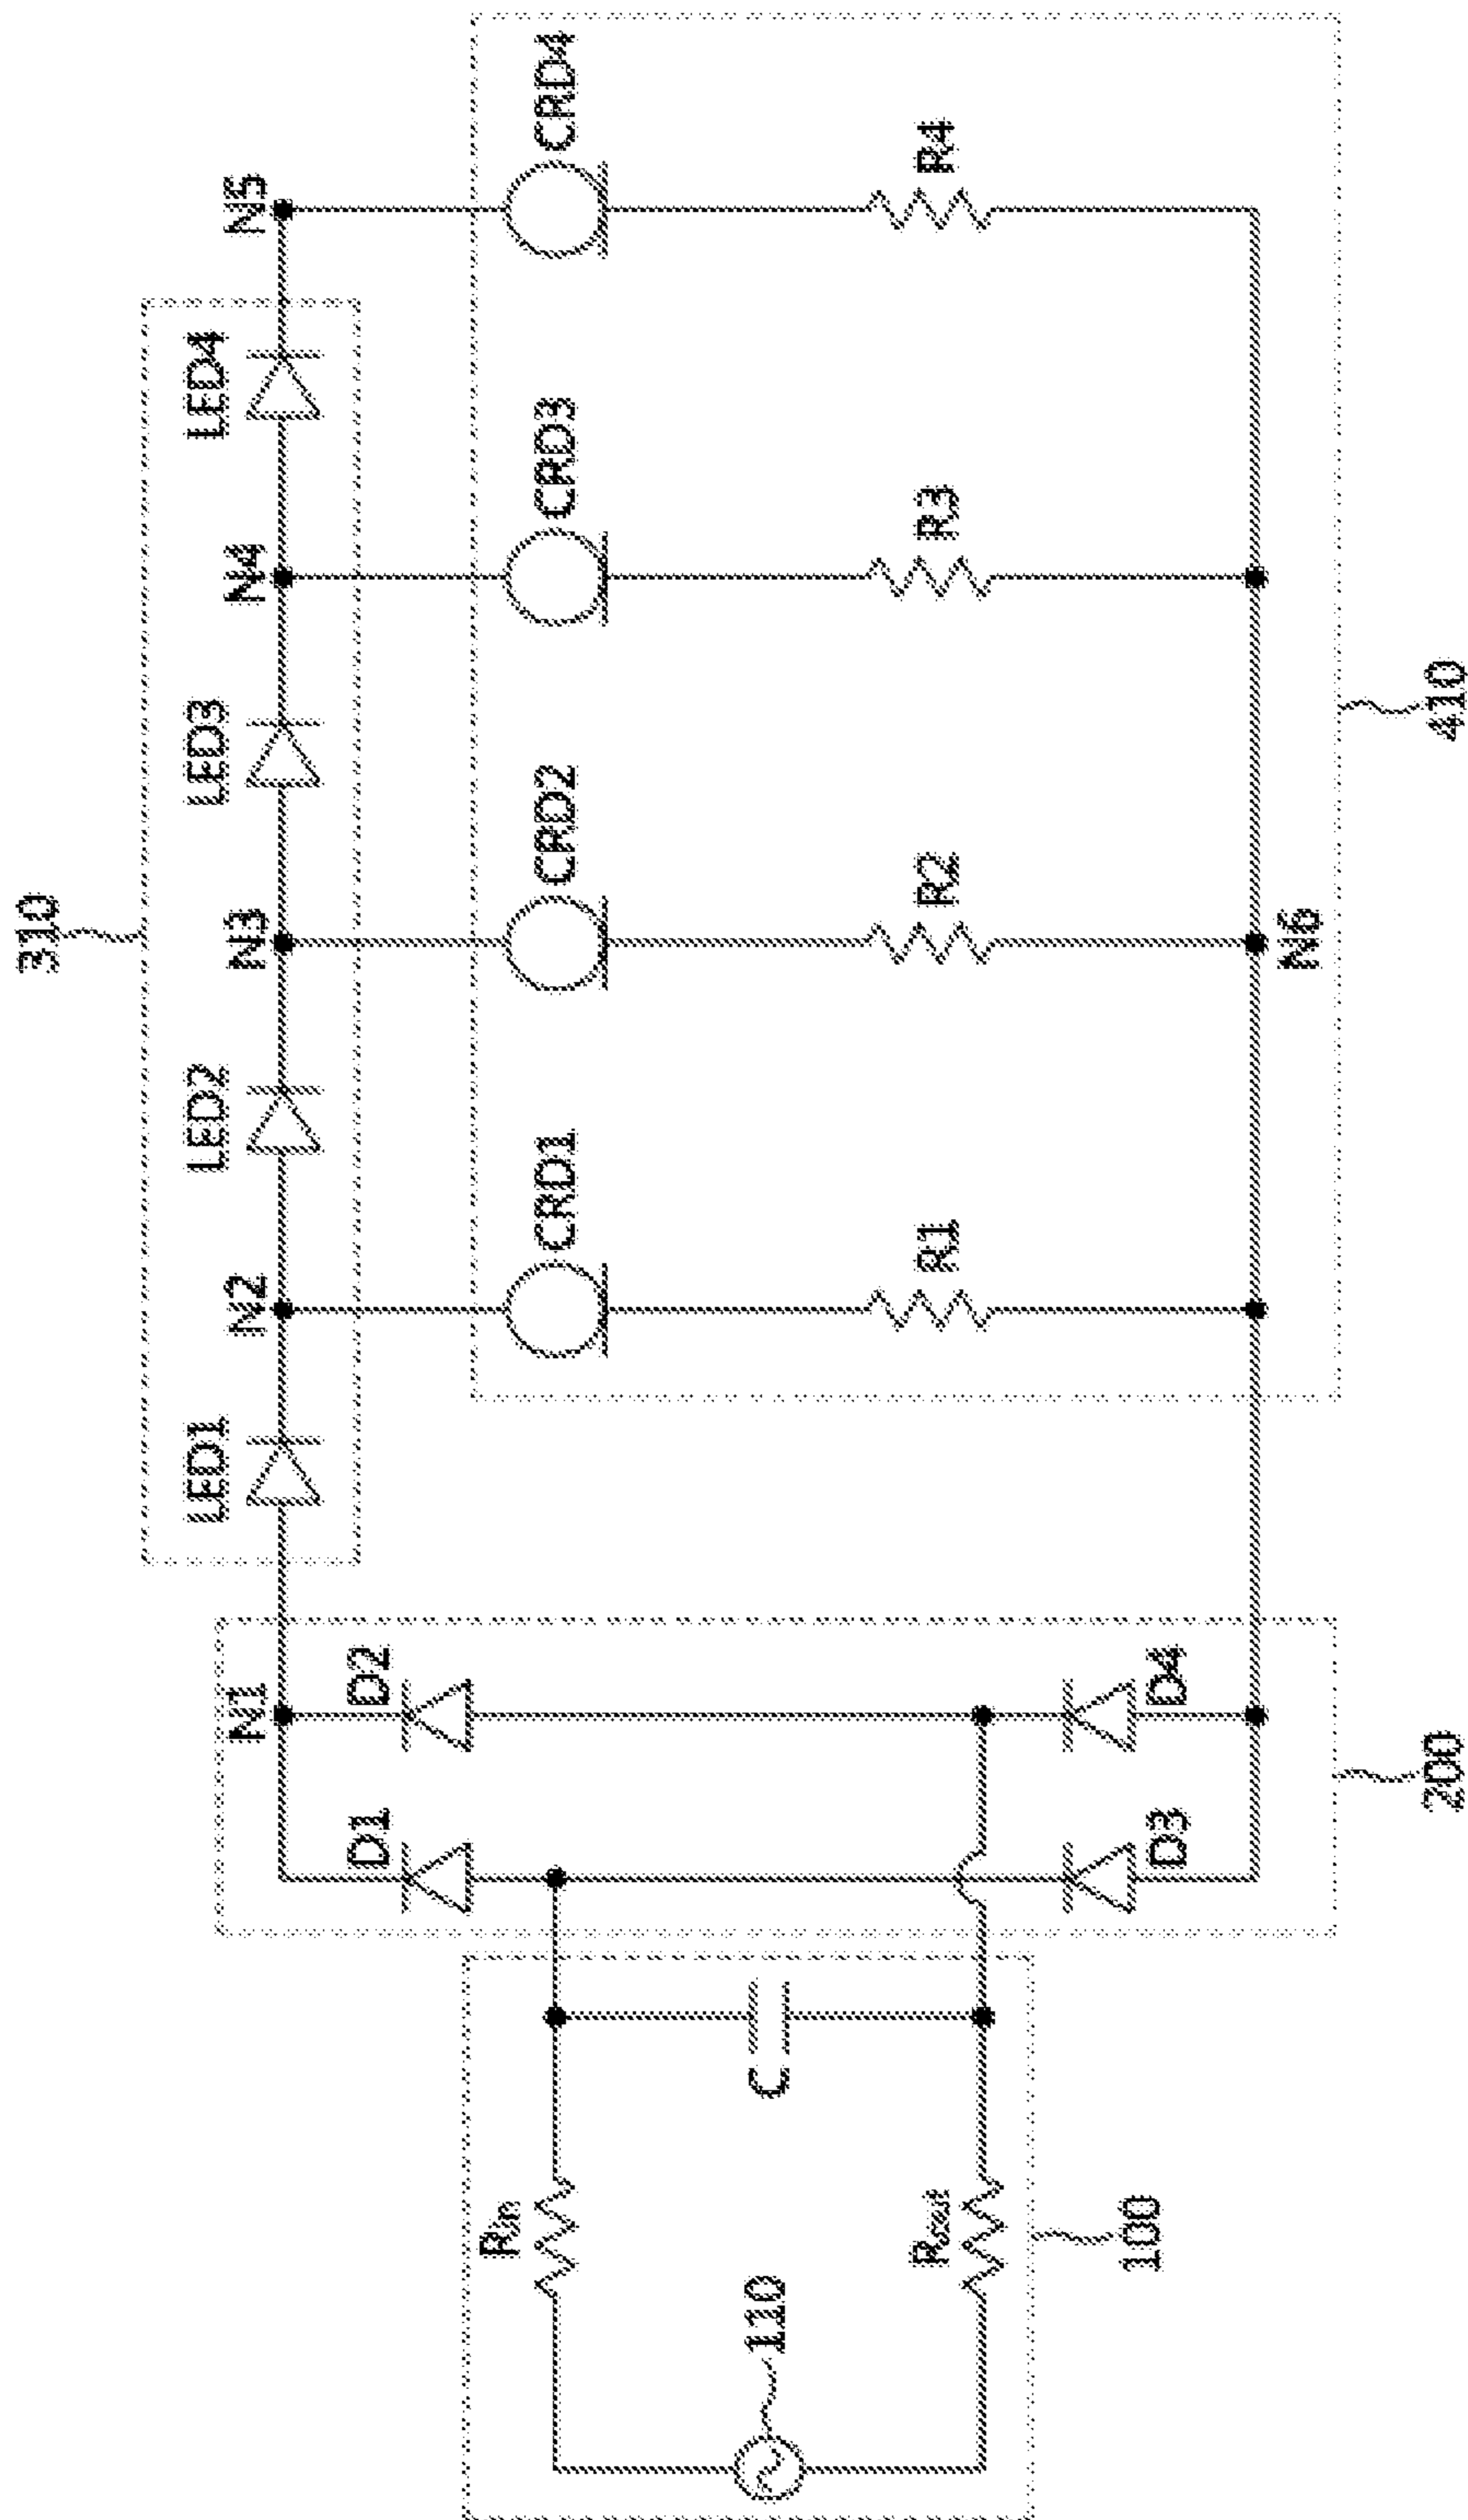 310
LED1
LED2
LED3
LED4
N1
N2
N3
N4
N5
D1
D2
D3
D4
Rin
Rout
C
110
100
200
CRD1
CRD2
CRD3
CRD4
R1
R2
R3
R4
N6
410